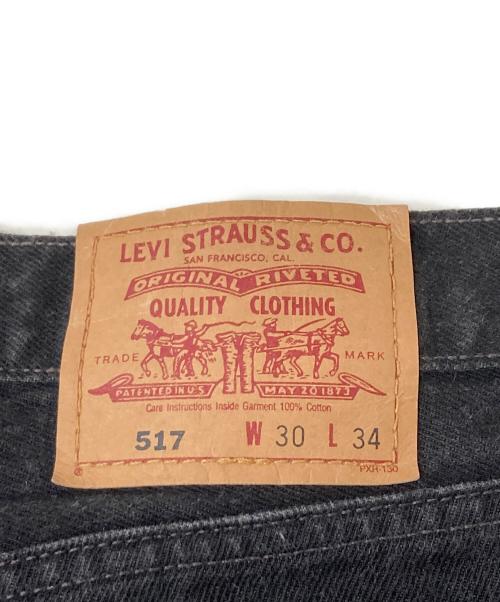 LEVI STRAUSS & CO.
SAN FRANCISCO, CAL.
ORIGINAL RIVETED
QUALITY CLOTHING
TRADE MARK
PATENTED IN U.S. MAY 20 1873
Care Instructions Inside Garment 100% Cotton
517 W 30 L 34
® PXH-130